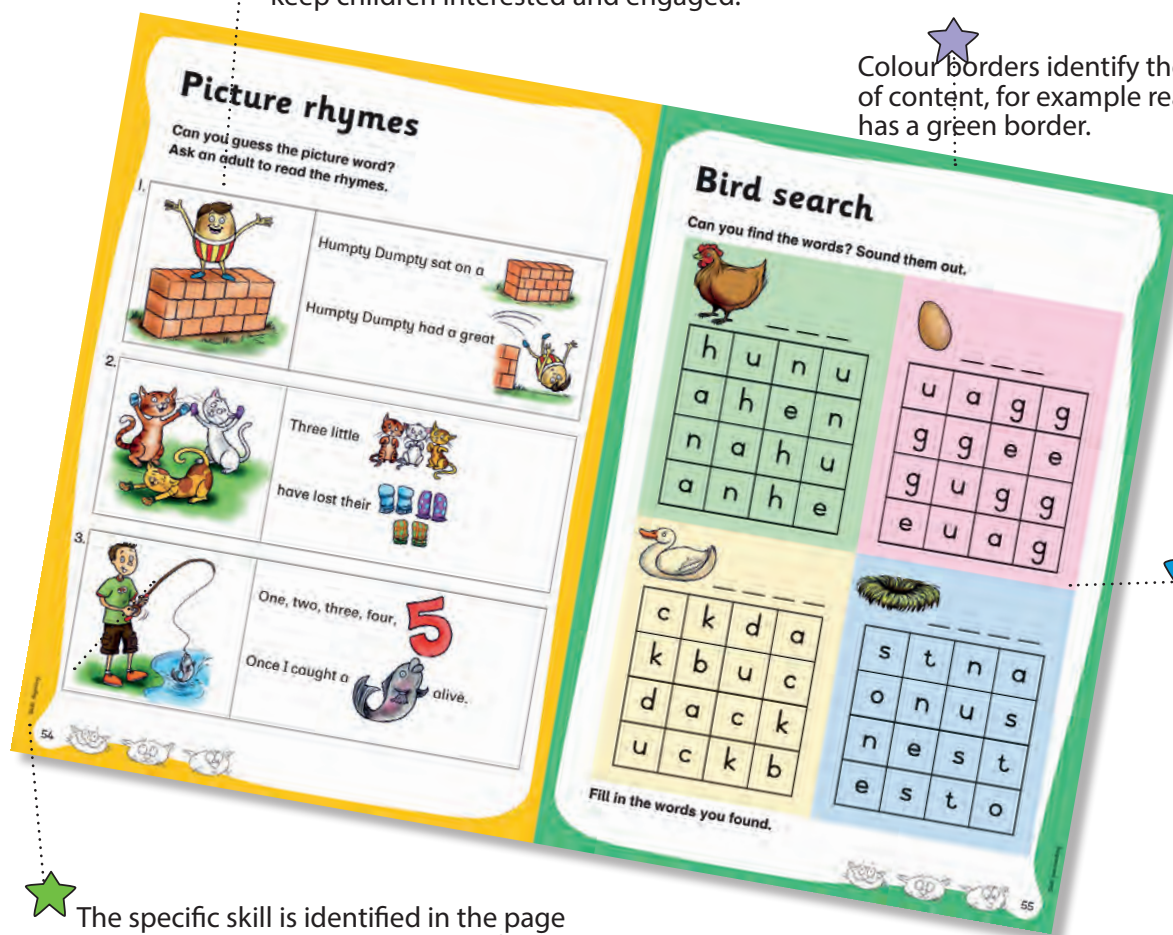 keep children interested and engaged.
Colour borders identify the
of content, for example rea
has a green border.
Picture rhymes
Can you guess the picture word?
Ask an adult to read the rhymes.
1.
Humpty Dumpty sat on a
Humpty Dumpty had a great
2.
Three little
have lost their
3.
One, two, three, four, 5
Once I caught a
alive.
54
Bird search
Can you find the words? Sound them out.
h u n u
a h e n
n a h u
a n h e
u a g g
g g e e
g u g g
e u a g
c k d a
k b u c
d a c k
u c k b
s t n a
o n u s
n e s t
e s t o
Fill in the words you found.
55
The specific skill is identified in the page